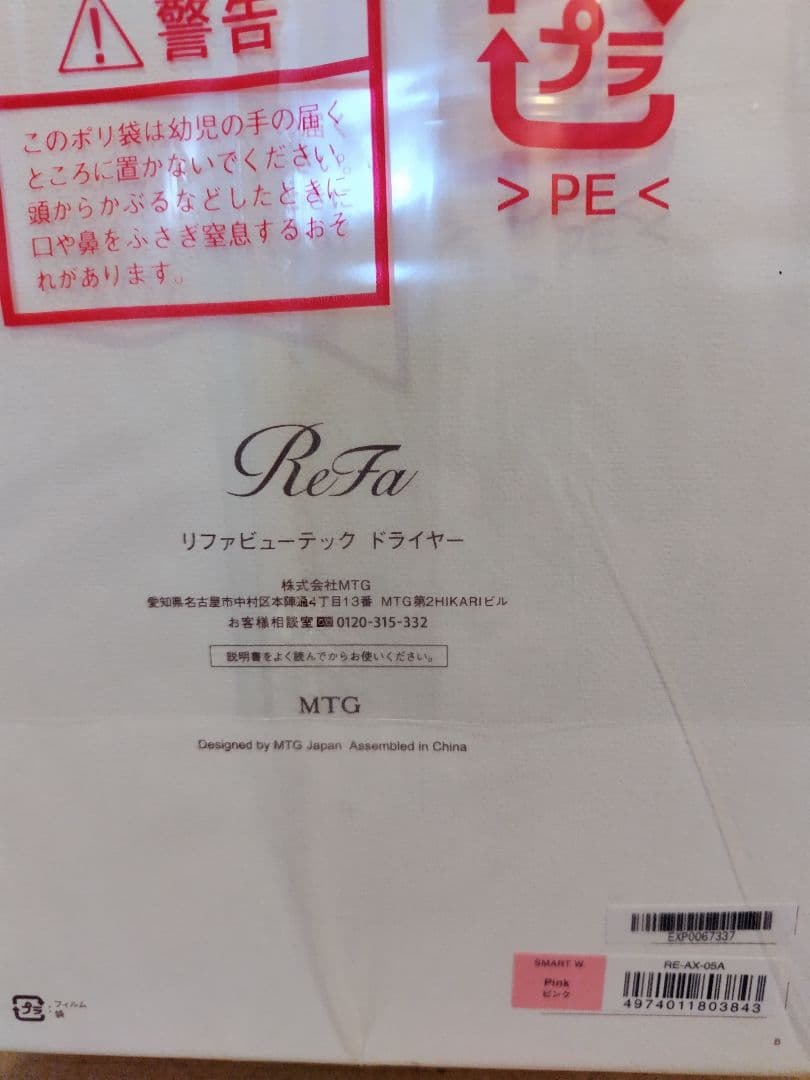 警告
このポリ袋は幼児の手の届く
ところに置かないでください。
頭からかぶるなどしたときに
口や鼻をふさぎ窒息するおそ
れがあります。
プラ
> PE <
ReFa
リファビューテック ドライヤー
株式会社MTG
愛知県名古屋市中村区本陣通4丁目13番 MTG第2HIKARIビル
お客様相談室 0120-315-332
説明書をよく読んでからお使いください。
MTG
Designed by MTG Japan Assembled in China
EXP0067337
SMART W
Pink
ピンク
RE-AX-05A
4974011803843
プラ : フィルム
袋
B